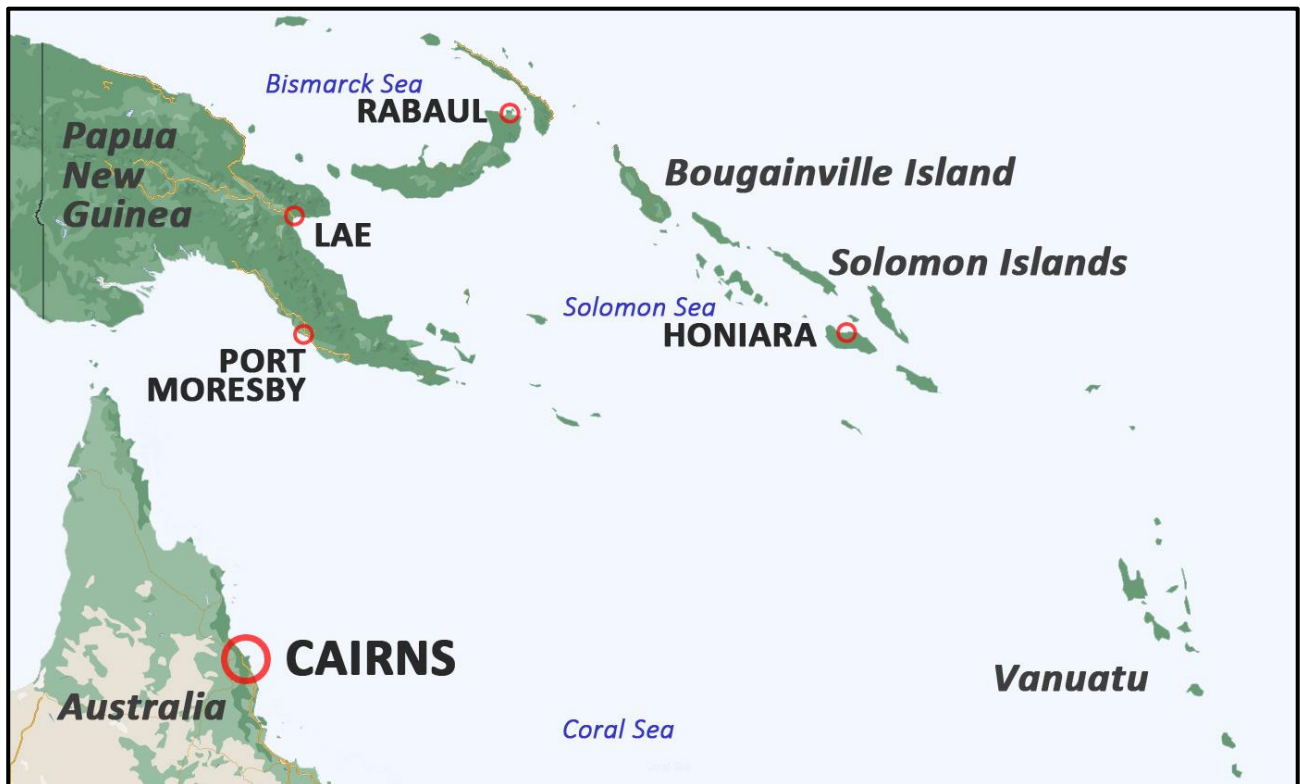 Bismarck Sea
RABAUL
Papua
New
Guinea
Bougainville Island
LAE
Solomon Islands
Solomon Sea
HONIARA
PORT
MORESBY
CAIRNS
Vanuatu
Australia
Coral Sea